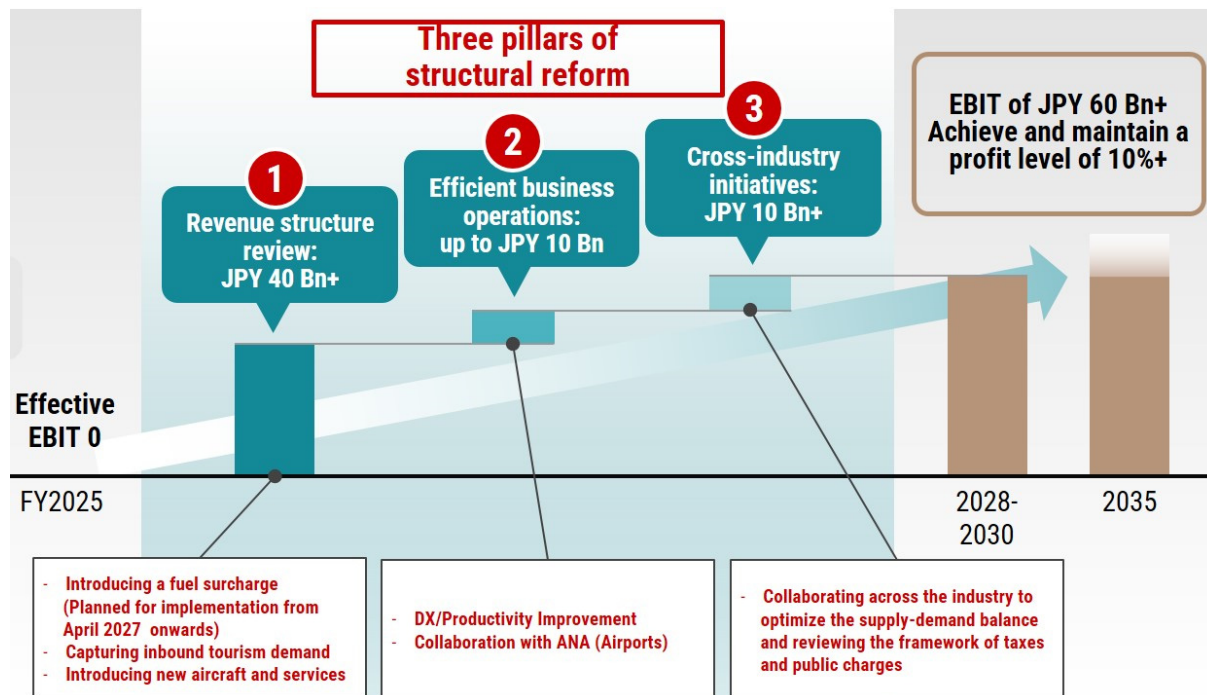 Three pillars of
structural reform
1
Revenue structure
review:
JPY 40 Bn+
2
Efficient business
operations:
up to JPY 10 Bn
3
Cross-industry
initiatives:
JPY 10 Bn+
EBIT of JPY 60 Bn+
Achieve and maintain a
profit level of 10%+
Effective
EBIT 0
FY2025
2028-
2030
2035
- Introducing a fuel surcharge
(Planned for implementation from
April 2027 onwards)
- Capturing inbound tourism demand
- Introducing new aircraft and services
- DX/Productivity Improvement
- Collaboration with ANA (Airports)
- Collaborating across the industry to
optimize the supply-demand balance
and reviewing the framework of taxes
and public charges